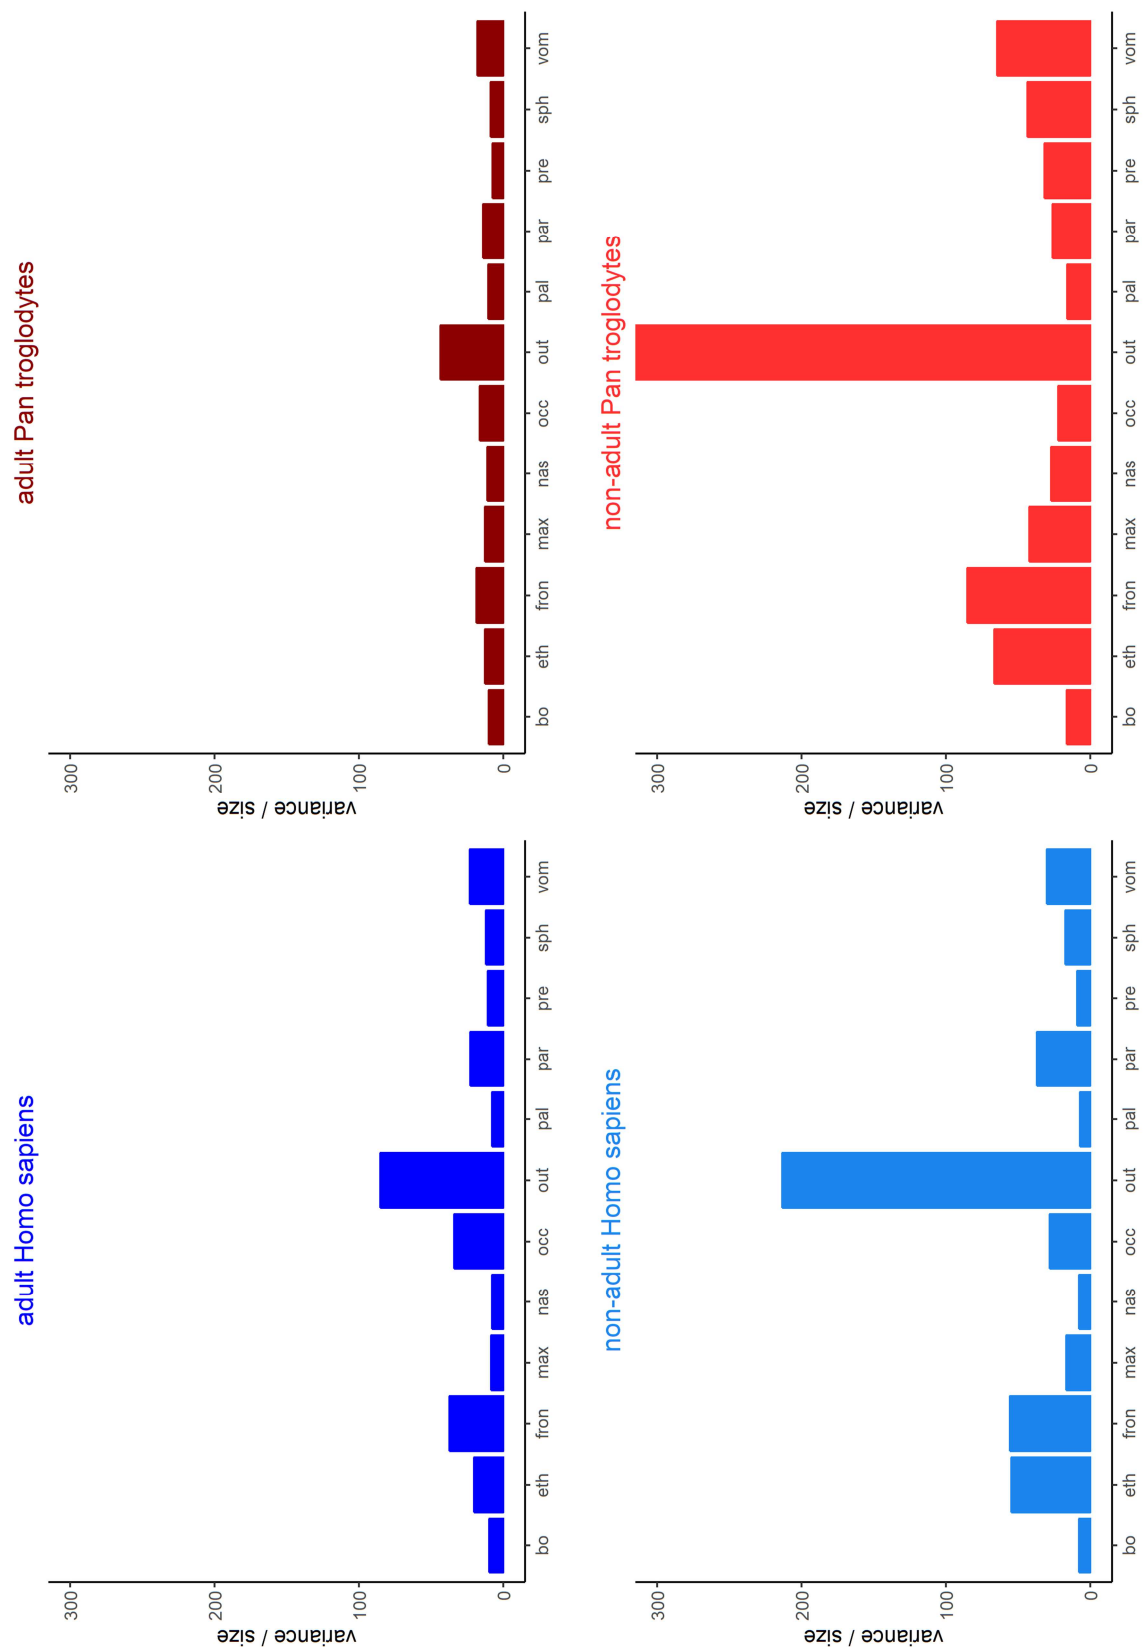 adult Homo sapiens
variance / size
300
200
100
0
bo eth fron max nas occ out pal par pre sph vom
adult Pan troglodytes
variance / size
300
200
100
0
bo eth fron max nas occ out pal par pre sph vom
non-adult Homo sapiens
variance / size
300
200
100
0
bo eth fron max nas occ out pal par pre sph vom
non-adult Pan troglodytes
variance / size
300
200
100
0
bo eth fron max nas occ out pal par pre sph vom